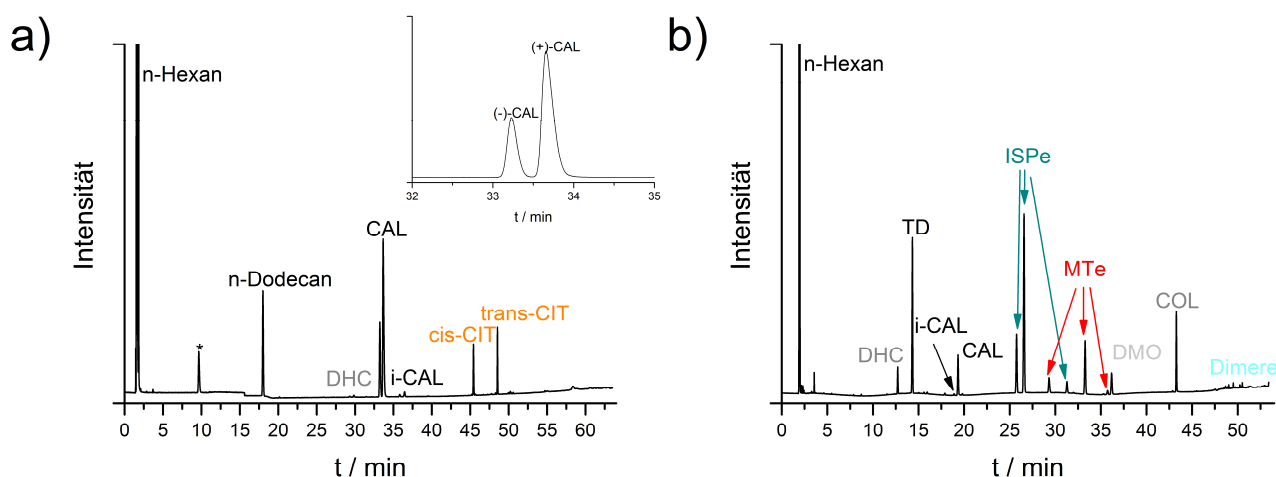 a)
Intensität
n-Hexan
*
n-Dodecan
DHC
CAL
i-CAL
cis-CIT
trans-CIT
0 5 10 15 20 25 30 35 40 45 50 55 60
t / min
(-)-CAL
(+)-CAL
32 33 34 35
t / min
b)
Intensität
n-Hexan
DHC
TD
i-CAL
CAL
ISPe
MTe
DMO
COL
Dimere
0 5 10 15 20 25 30 35 40 45 50
t / min